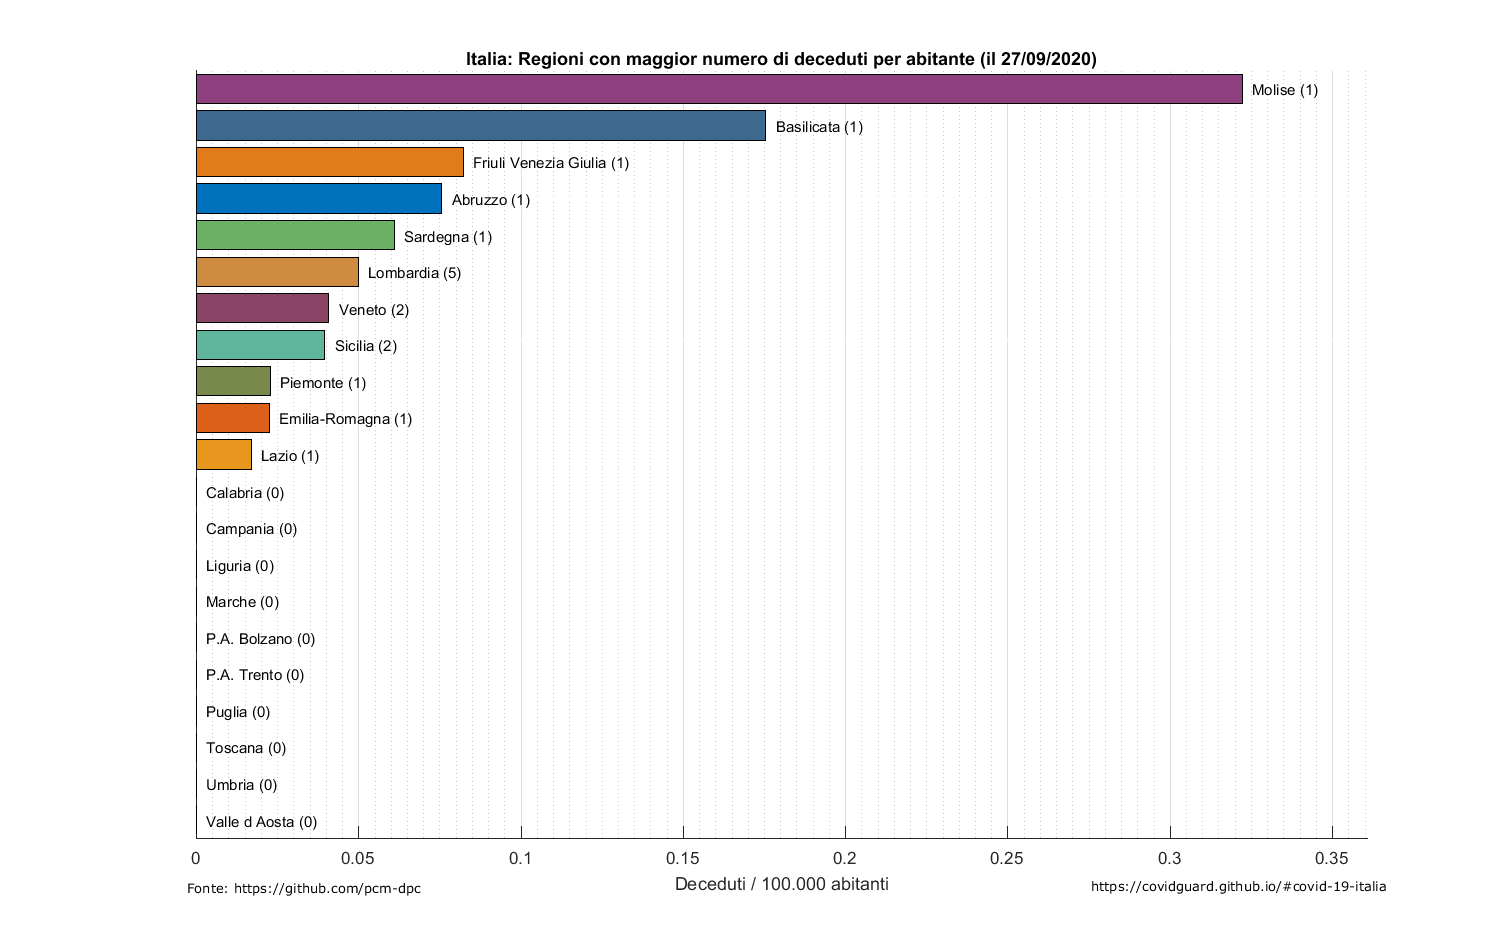 Italia: Regioni con maggior numero di deceduti per abitante (il 27/09/2020)
Molise (1)
Basilicata (1)
Friuli Venezia Giulia (1)
Abruzzo (1)
Sardegna (1)
Lombardia (5)
Veneto (2)
Sicilia (2)
Piemonte (1)
Emilia-Romagna (1)
Lazio (1)
Calabria (0)
Campania (0)
Liguria (0)
Marche (0)
P.A. Bolzano (0)
P.A. Trento (0)
Puglia (0)
Toscana (0)
Umbria (0)
Valle d Aosta (0)
0 0.05 0.1 0.15 0.2 0.25 0.3 0.35
Deceduti / 100.000 abitanti
Fonte: https://github.com/pcm-dpc
https://covidguard.github.io/#covid-19-italia